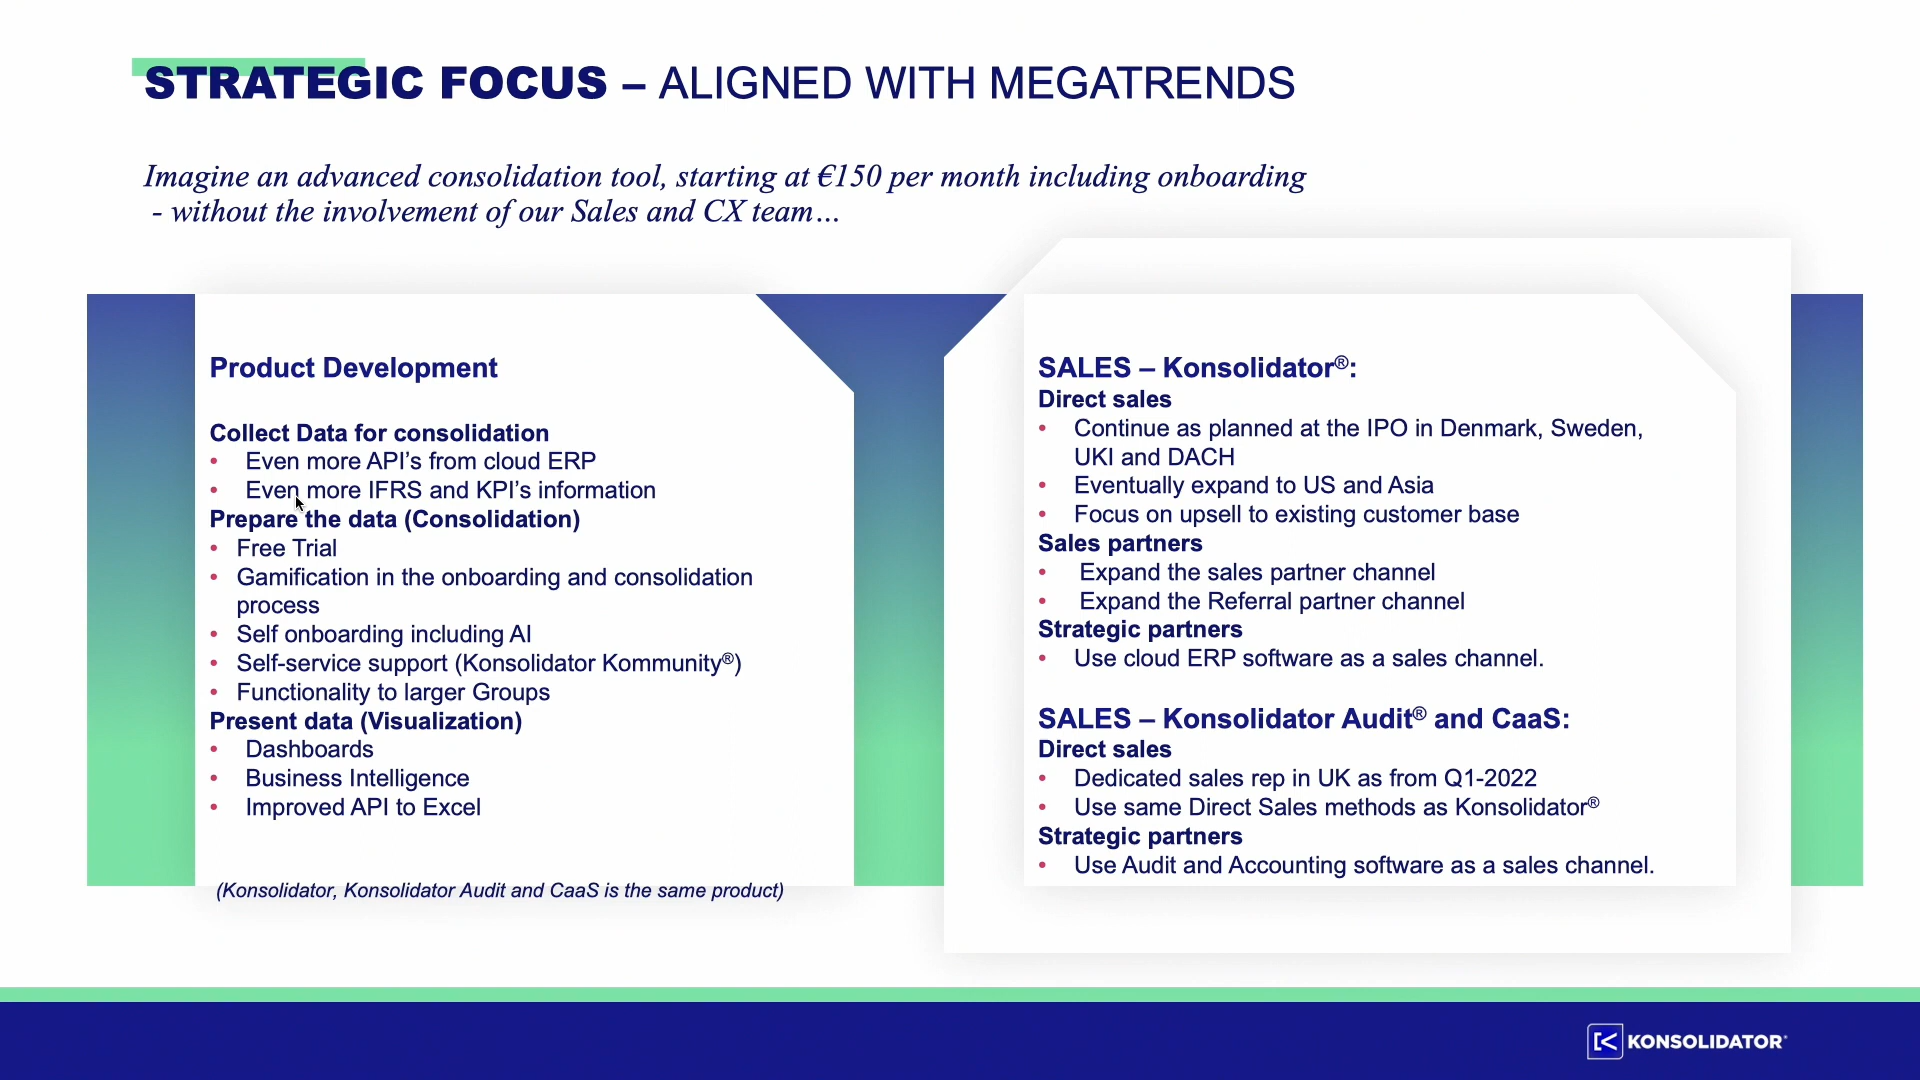 STRATEGIC FOCUS – ALIGNED WITH MEGATRENDS
Imagine an advanced consolidation tool, starting at €150 per month including onboarding
- without the involvement of our Sales and CX team…
Product Development
Collect Data for consolidation
• Even more API’s from cloud ERP
• Even more IFRS and KPI’s information
Prepare the data (Consolidation)
• Free Trial
• Gamification in the onboarding and consolidation
process
• Self onboarding including AI
• Self-service support (Konsolidator Kommunity®)
• Functionality to larger Groups
Present data (Visualization)
• Dashboards
• Business Intelligence
• Improved API to Excel
(Konsolidator, Konsolidator Audit and CaaS is the same product)
SALES – Konsolidator®:
Direct sales
• Continue as planned at the IPO in Denmark, Sweden,
UKI and DACH
• Eventually expand to US and Asia
• Focus on upsell to existing customer base
Sales partners
• Expand the sales partner channel
• Expand the Referral partner channel
Strategic partners
• Use cloud ERP software as a sales channel.
SALES – Konsolidator Audit® and CaaS:
Direct sales
• Dedicated sales rep in UK as from Q1-2022
• Use same Direct Sales methods as Konsolidator®
Strategic partners
• Use Audit and Accounting software as a sales channel.
KONSOLIDATOR®